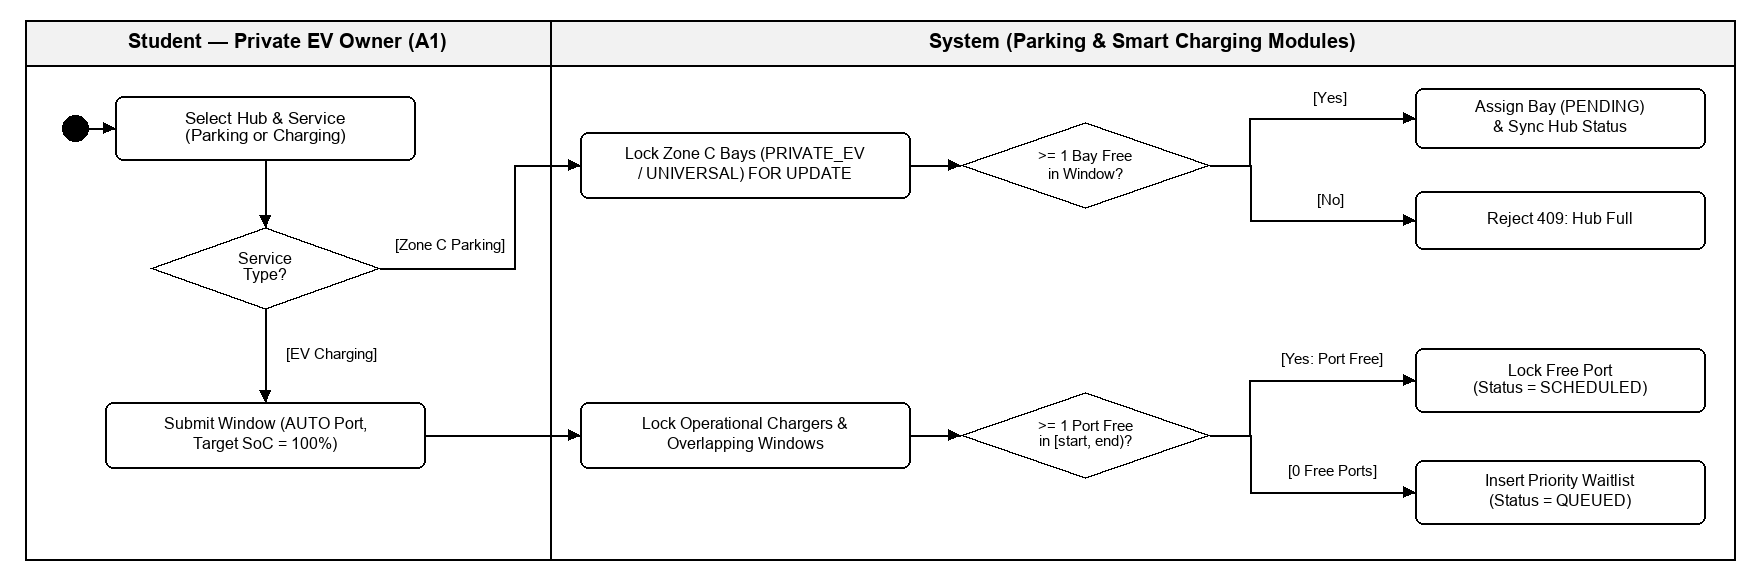 Student — Private EV Owner (A1)
System (Parking & Smart Charging Modules)
Select Hub & Service
(Parking or Charging)
Service
Type?
[Zone C Parking]
[EV Charging]
Submit Window (AUTO Port,
Target SoC = 100%)
Lock Zone C Bays (PRIVATE_EV
/ UNIVERSAL) FOR UPDATE
>= 1 Bay Free
in Window?
[Yes]
Assign Bay (PENDING)
& Sync Hub Status
[No]
Reject 409: Hub Full
Lock Operational Chargers &
Overlapping Windows
>= 1 Port Free
in [start, end)?
[Yes: Port Free]
Lock Free Port
(Status = SCHEDULED)
[0 Free Ports]
Insert Priority Waitlist
(Status = QUEUED)